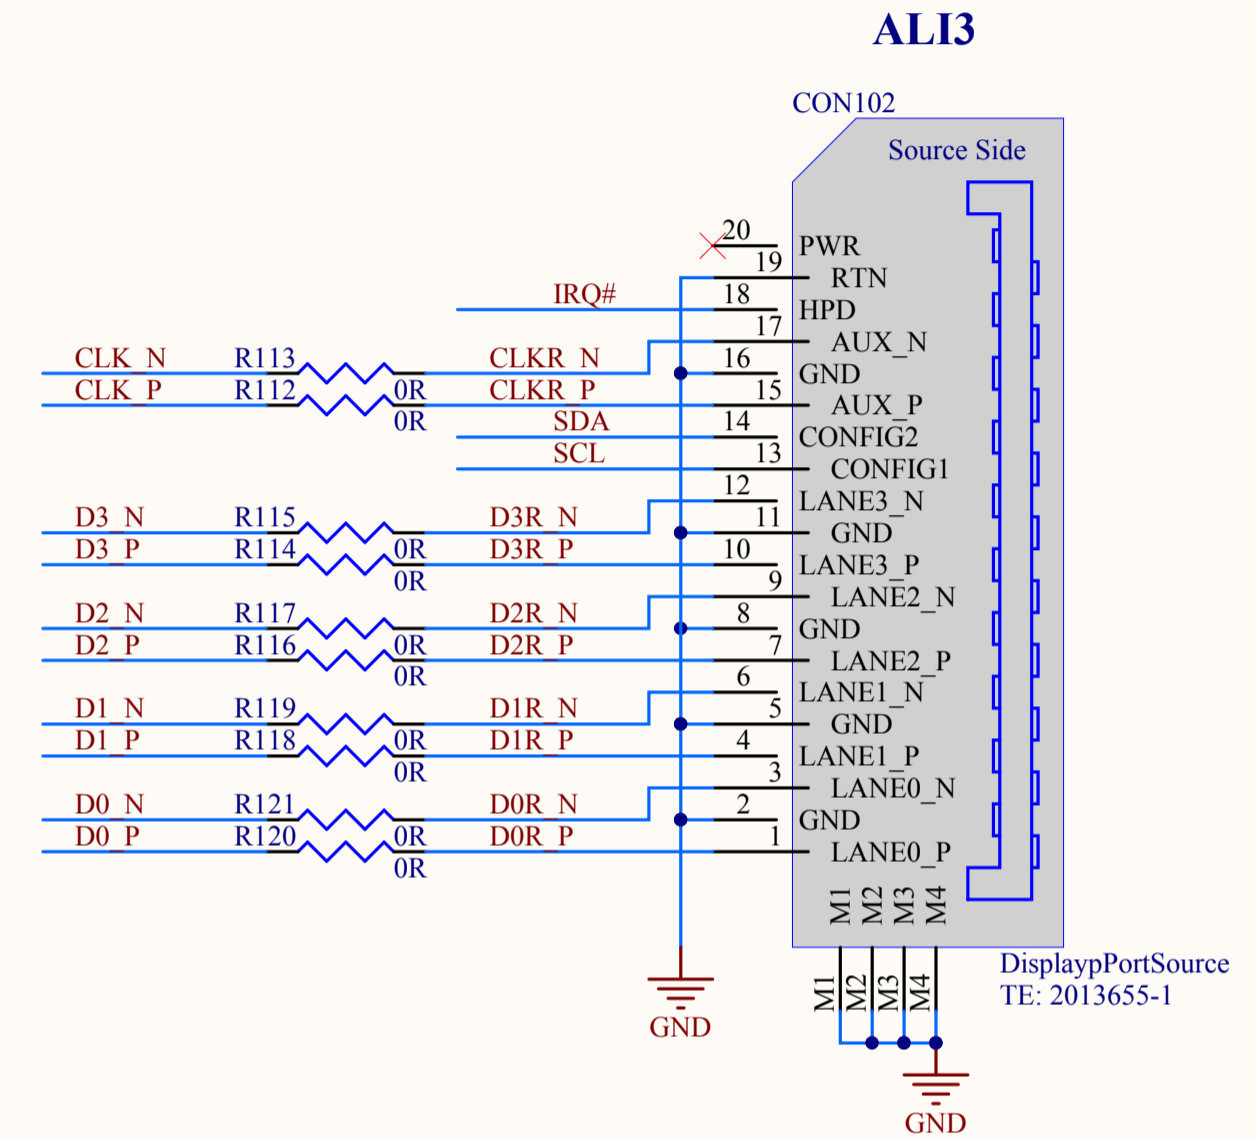 ALI3
CON102
Source Side
20 PWR
19 RTN
IRQ# 18 HPD
17 AUX_N
CLK_N R113 0R CLKR_N 16 GND
CLK_P R112 0R CLKR_P 15 AUX_P
SDA 14 CONFIG2
SCL 13 CONFIG1
12 LANE3_N
D3_N R115 0R D3R_N 11 GND
D3_P R114 0R D3R_P 10 LANE3_P
9 LANE2_N
D2_N R117 0R D2R_N 8 GND
D2_P R116 0R D2R_P 7 LANE2_P
6 LANE1_N
D1_N R119 0R D1R_N 5 GND
D1_P R118 0R D1R_P 4 LANE1_P
3 LANE0_N
D0_N R121 0R D0R_N 2 GND
D0_P R120 0R D0R_P 1 LANE0_P
M1 M2 M3 M4
M1 M2 M3 M4
DisplaypPortSource
TE: 2013655-1
GND
GND